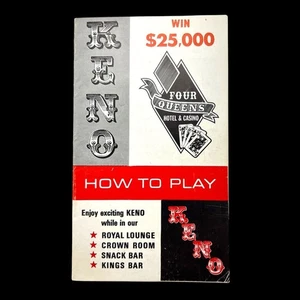 KENO
WIN
$25,000
FOUR
QUEENS
HOTEL & CASINO
HOW TO PLAY
Enjoy exciting KENO
while in our
★ ROYAL LOUNGE
★ CROWN ROOM
★ SNACK BAR
★ KINGS BAR
KENO